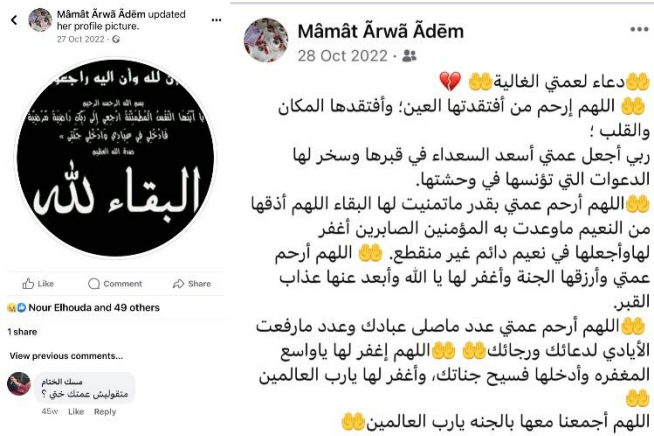 Mâmât Ãrwã Ãdēm updated
her profile picture.
27 Oct 2022 ·
إن لله وأن اليه راجعون
بسم الله الرحمن الرحيم
يا أيتها النفس المطمئنة ارجعي إلى ربك راضية مرضية
فادخلي في عبادي وادخلي جنتي »
صدق الله العظيم
البقاء لله
Like Comment Share
Nour Elhouda and 49 others
1 share
View previous comments...
مسك الختام
متقوليش عمتك ختي ؟
45w Like Reply
Mâmât Ãrwã Ãdēm
28 Oct 2022 ·
🤲دعاء لعمتي الغالية🤲 💔
🤲 اللهم إرحم من أفتقدتها العين؛ وأفتقدها المكان
والقلب ؛
ربي أجعل عمتي أسعد السعداء في قبرها وسخر لها
الدعوات التي تؤنسها في وحشتها.
🤲اللهم أرحم عمتي بقدر ماتمنيت لها البقاء اللهم أذقها
من النعيم ماوعدت به المؤمنين الصابرين أغفر
لهاوأجعلها في نعيم دائم غير منقطع. 🤲 اللهم أرحم
عمتي وأرزقها الجنة وأغفر لها يا الله وأبعد عنها عذاب
القبر.
🤲اللهم أرحم عمتي عدد ماصلى عبادك وعدد مارفعت
الأيادي لدعائك ورجائك🤲 🤲اللهم إغفر لها ياواسع
المغفره وأدخلها فسيح جناتك، وأغفر لها يارب العالمين
🤲
اللهم أجمعنا معها بالجنه يارب العالمين🤲